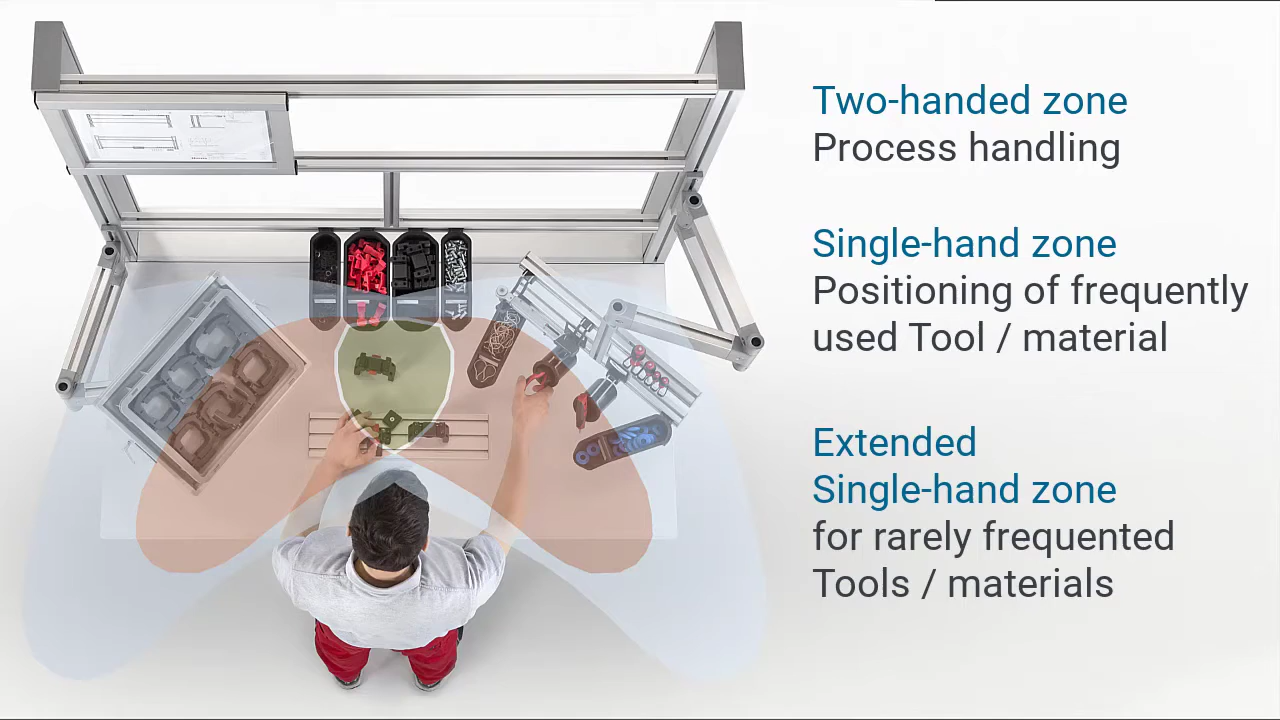 Two-handed zone
Process handling
Single-hand zone
Positioning of frequently
used Tool / material
Extended
Single-hand zone
for rarely frequented
Tools / materials